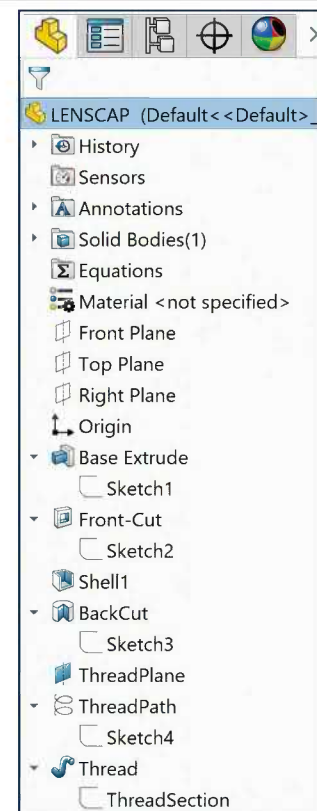 LENSCAP (Default<<Default>_
History
Sensors
Annotations
Solid Bodies(1)
Equations
Material <not specified>
Front Plane
Top Plane
Right Plane
Origin
Base Extrude
Sketch1
Front-Cut
Sketch2
Shell1
BackCut
Sketch3
ThreadPlane
ThreadPath
Sketch4
Thread
ThreadSection